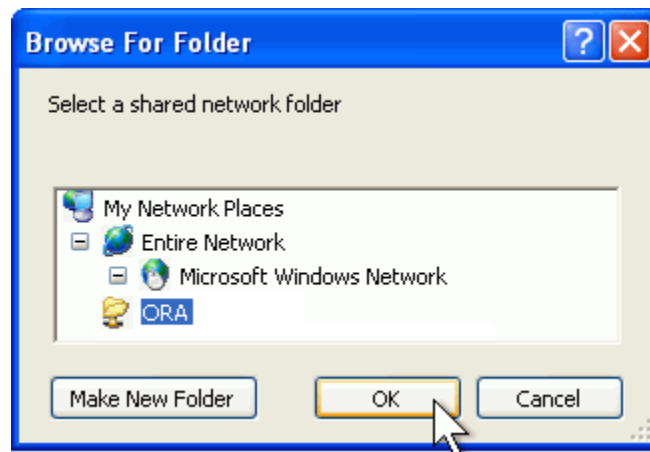 Browse For Folder
Select a shared network folder
My Network Places
Entire Network
Microsoft Windows Network
ORA
Make New Folder OK Cancel